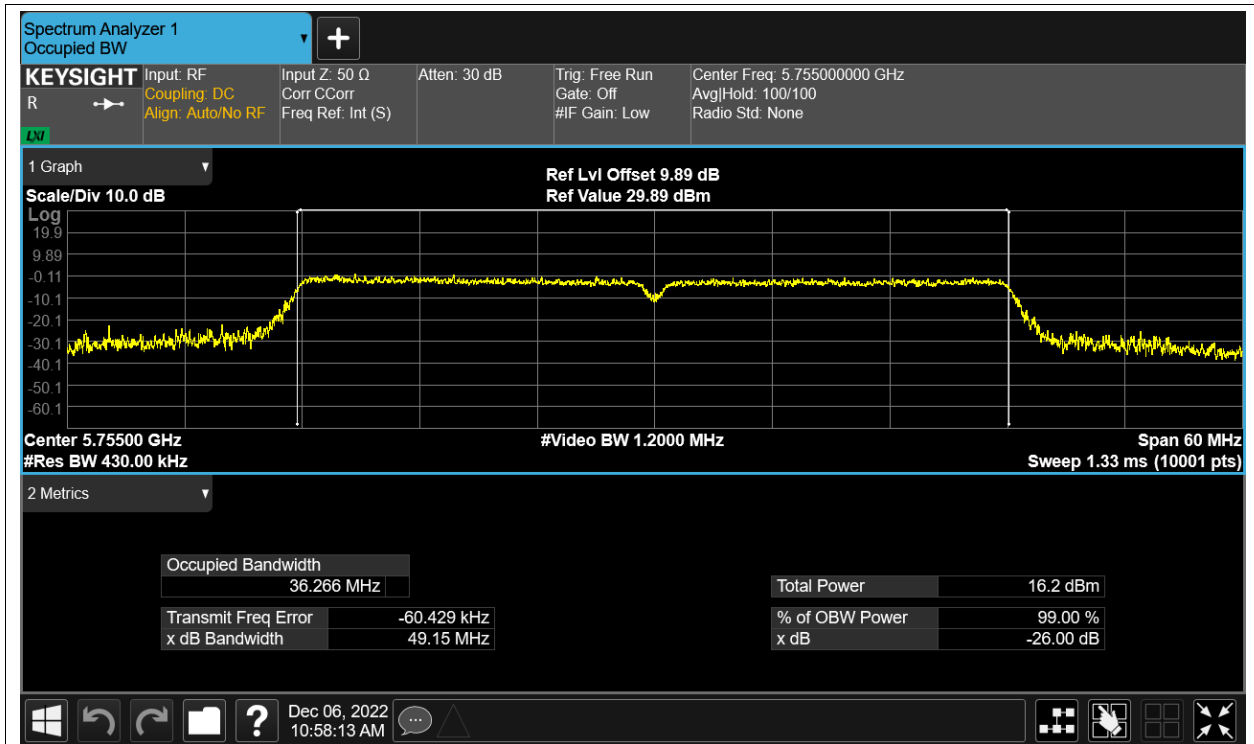 Spectrum Analyzer 1
Occupied BW
+
KEYSIGHT
R
LXI
Input: RF
Coupling: DC
Align: Auto/No RF
Input Z: 50 Ω
Corr CCorr
Freq Ref: Int (S)
Atten: 30 dB
Trig: Free Run
Gate: Off
#IF Gain: Low
Center Freq: 5.755000000 GHz
Avg|Hold: 100/100
Radio Std: None
1 Graph
Scale/Div 10.0 dB
Ref Lvl Offset 9.89 dB
Ref Value 29.89 dBm
Log
19.9
9.89
-0.11
-10.1
-20.1
-30.1
-40.1
-50.1
-60.1
Center 5.75500 GHz
#Video BW 1.2000 MHz
Span 60 MHz
#Res BW 430.00 kHz
Sweep 1.33 ms (10001 pts)
2 Metrics
Occupied Bandwidth
36.266 MHz
Total Power 16.2 dBm
Transmit Freq Error -60.429 kHz
% of OBW Power 99.00 %
x dB Bandwidth 49.15 MHz
x dB -26.00 dB
?
Dec 06, 2022
10:58:13 AM